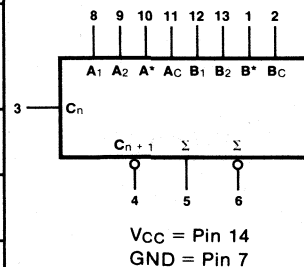 8 9 10 11 12 13 1 2
A1 A2 A* AC B1 B2 B* BC
3 Cn
Cn + 1 Σ Σ
4 5 6
VCC = Pin 14
GND = Pin 7